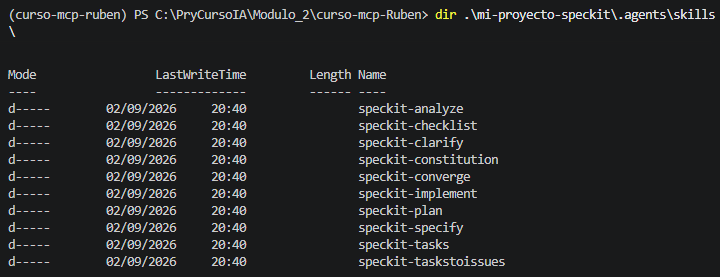 (curso-mcp-ruben) PS C:\PryCursoIA\Modulo_2\curso-mcp-Ruben> dir .\mi-proyecto-speckit\.agents\skills
\
Mode                 LastWriteTime         Length Name
----                 -------------         ------ ----
d-----        02/09/2026     20:40                speckit-analyze
d-----        02/09/2026     20:40                speckit-checklist
d-----        02/09/2026     20:40                speckit-clarify
d-----        02/09/2026     20:40                speckit-constitution
d-----        02/09/2026     20:40                speckit-converge
d-----        02/09/2026     20:40                speckit-implement
d-----        02/09/2026     20:40                speckit-plan
d-----        02/09/2026     20:40                speckit-specify
d-----        02/09/2026     20:40                speckit-tasks
d-----        02/09/2026     20:40                speckit-taskstoissues